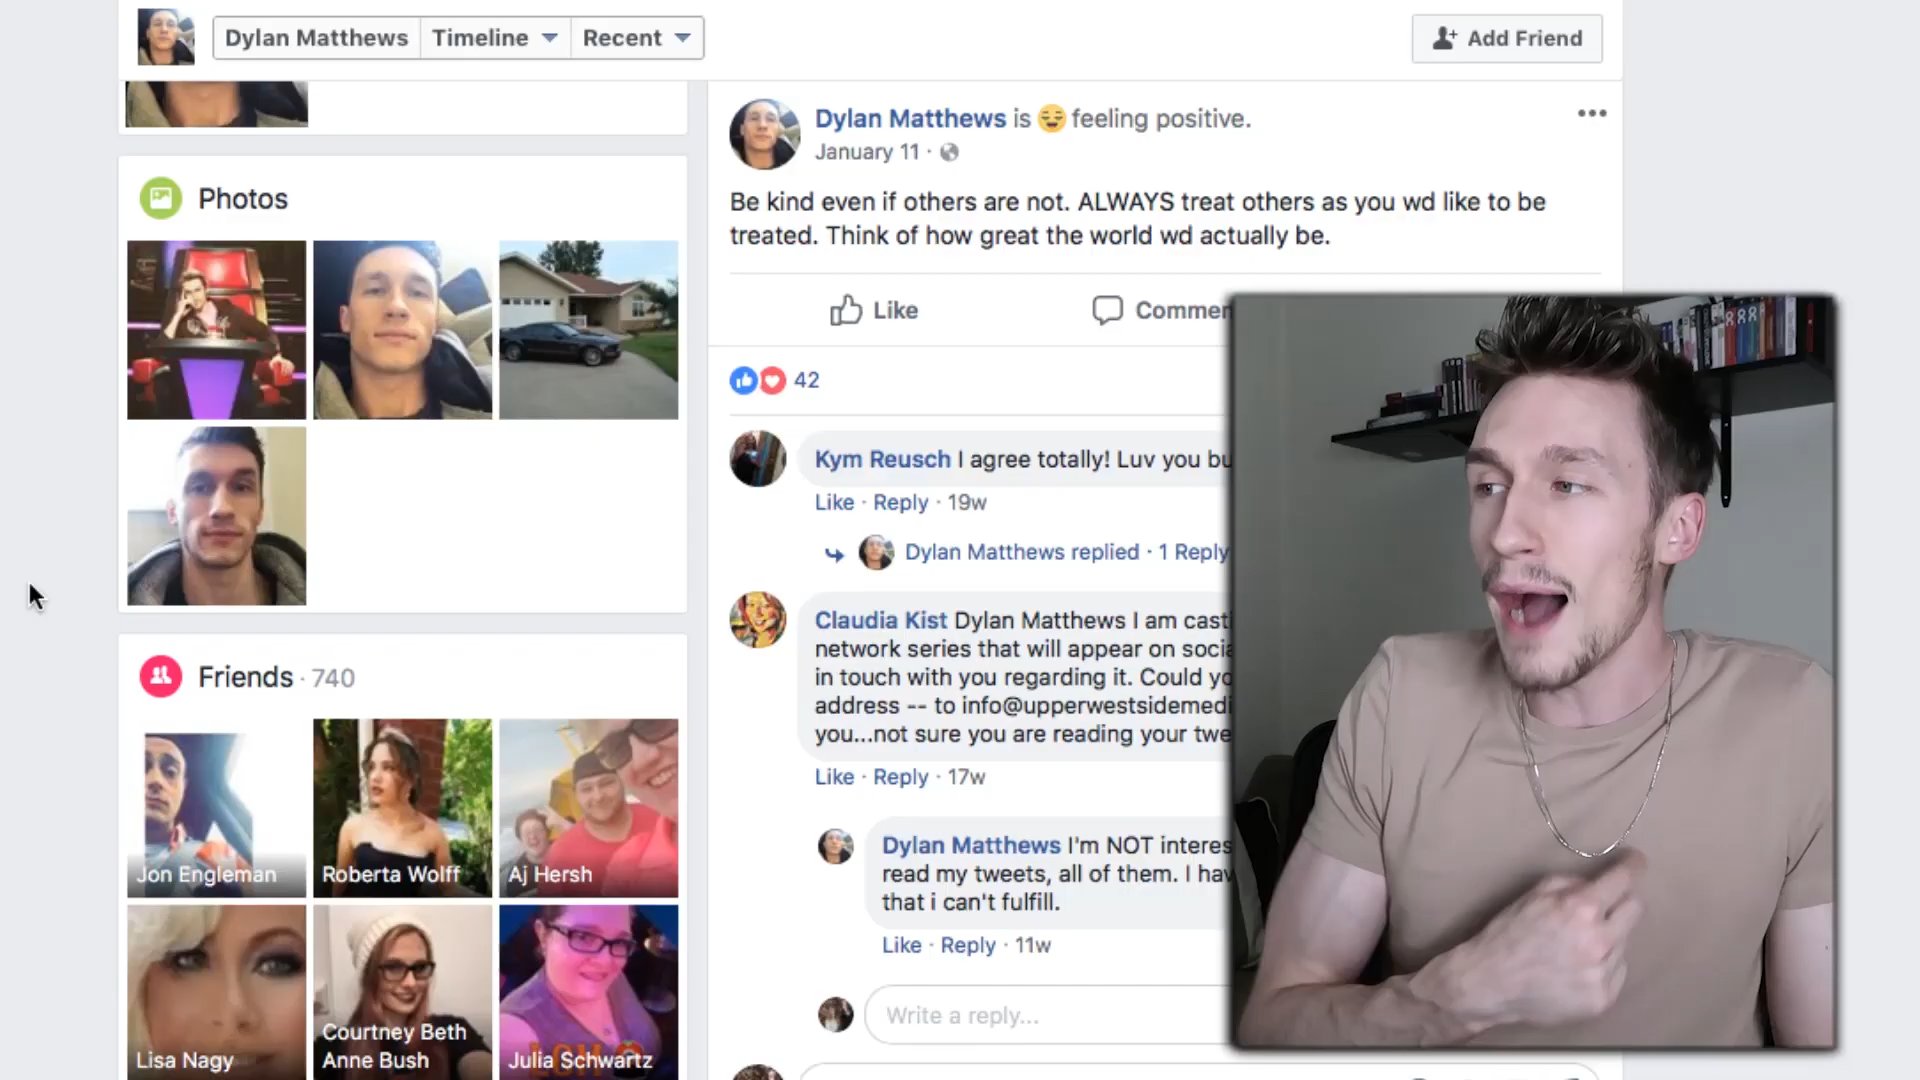 Dylan Matthews
Timeline
Recent
Add Friend
Photos
Friends · 740
Jon Engleman
Roberta Wolff
Aj Hersh
Lisa Nagy
Courtney Beth
Anne Bush
Julia Schwartz
Dylan Matthews is feeling positive.
January 11 ·
Be kind even if others are not. ALWAYS treat others as you wd like to be
treated. Think of how great the world wd actually be.
Like
Commen
42
Kym Reusch I agree totally! Luv you bu
Like · Reply · 19w
Dylan Matthews replied · 1 Reply
Claudia Kist Dylan Matthews I am cast
network series that will appear on socia
in touch with you regarding it. Could yo
address -- to info@upperwestsidemedi
you...not sure you are reading your twe
Like · Reply · 17w
Dylan Matthews I'm NOT interes
read my tweets, all of them. I hav
that i can't fulfill.
Like · Reply · 11w
Write a reply...